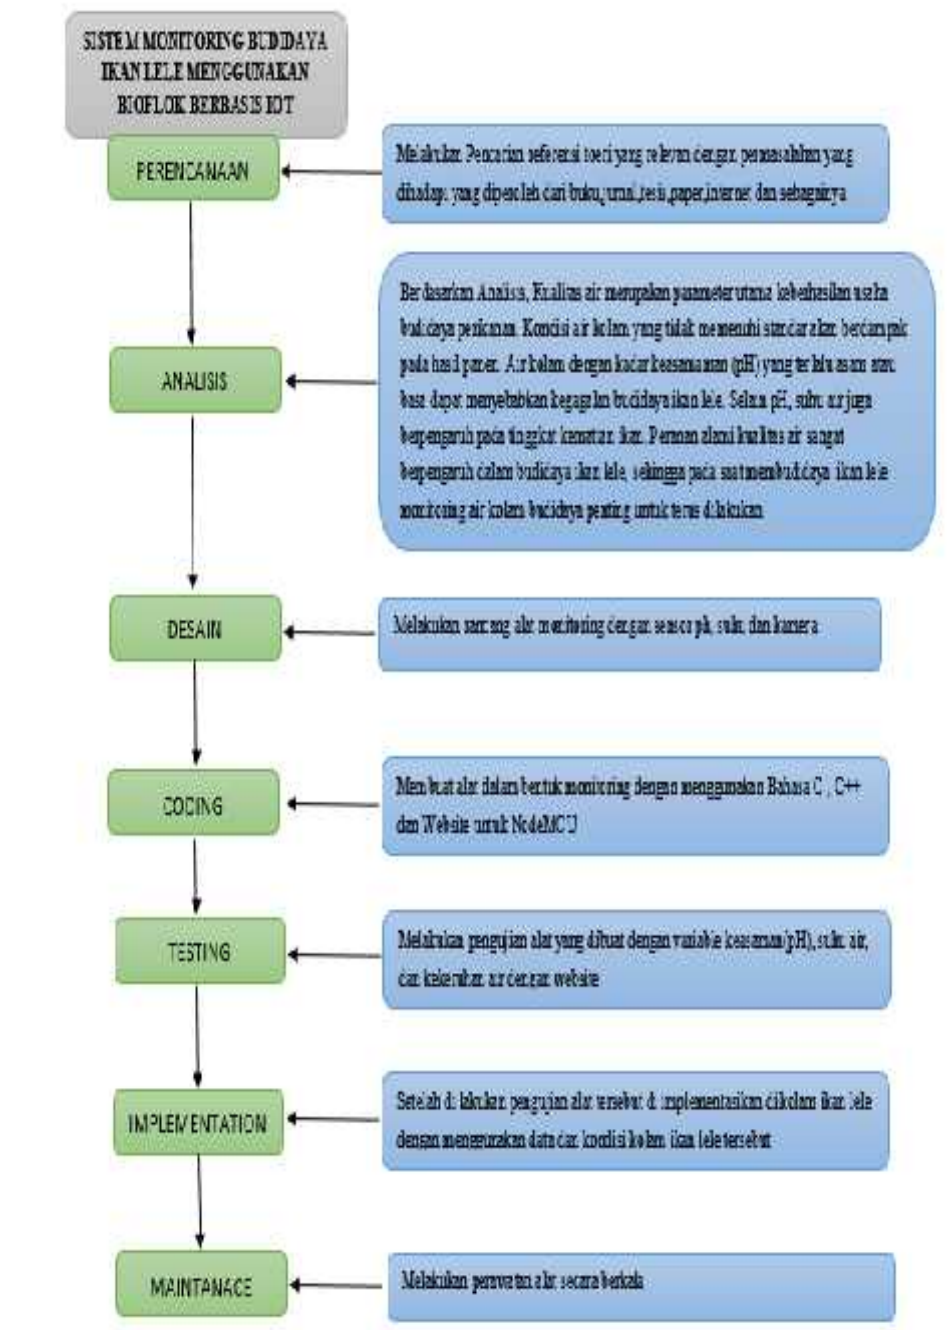 SISTEM MONITORING BUDIDAYA
IKAN LELE MENGGUNAKAN
BIOFLOK BERBASIS IOT
PERENCANAAN
Melakukan Pencarian referensi toeri yang relevan dengan permasalahan yang
dihadapi yang diperoleh dari buku,jurnal,tesis,paper,internet dan sebagainya
ANALISIS
Berdasarkan Analisis, Kualitas air merupakan parameter utama keberhasilan usaha
budidaya perikanan. Kondisi air kolam yang tidak memenuhi standar akan berdampak
pada hasil panen. Air kolam dengan kadar keasamaan (pH) yang terlalu asam atau
basa dapat menyebabkan kegagalan budidaya ikan lele. Selain pH, suhu air juga
berpengaruh pada tinggkat kematian ikan. Peranan alami kualitas air sangat
berpengaruh dalam budidaya ikan lele, sehingga pada saat membudidaya ikan lele
monitoring air kolam budidaya penting untuk terus dilakukan
DESAIN
Melakukan rancang alat monitoring dengan sensor ph, suhu dan kamera
CODING
Membuat alat dalam bentuk monitoring dengan menggunakan Bahasa C , C++
dan Website untuk NodeMCU
TESTING
Melakukan pengujian alat yang dibuat dengan variable keasaman(pH), suhu air,
dan kekeruhan air dengan website
IMPLEMENTATION
Setelah di lakukan pengujian alat tersebut di implementasikan dikolam ikan lele
dengan menggunakan data dan kondisi kolam ikan lele tersebut
MAINTANACE
Melakukan perawatan alat secara berkala